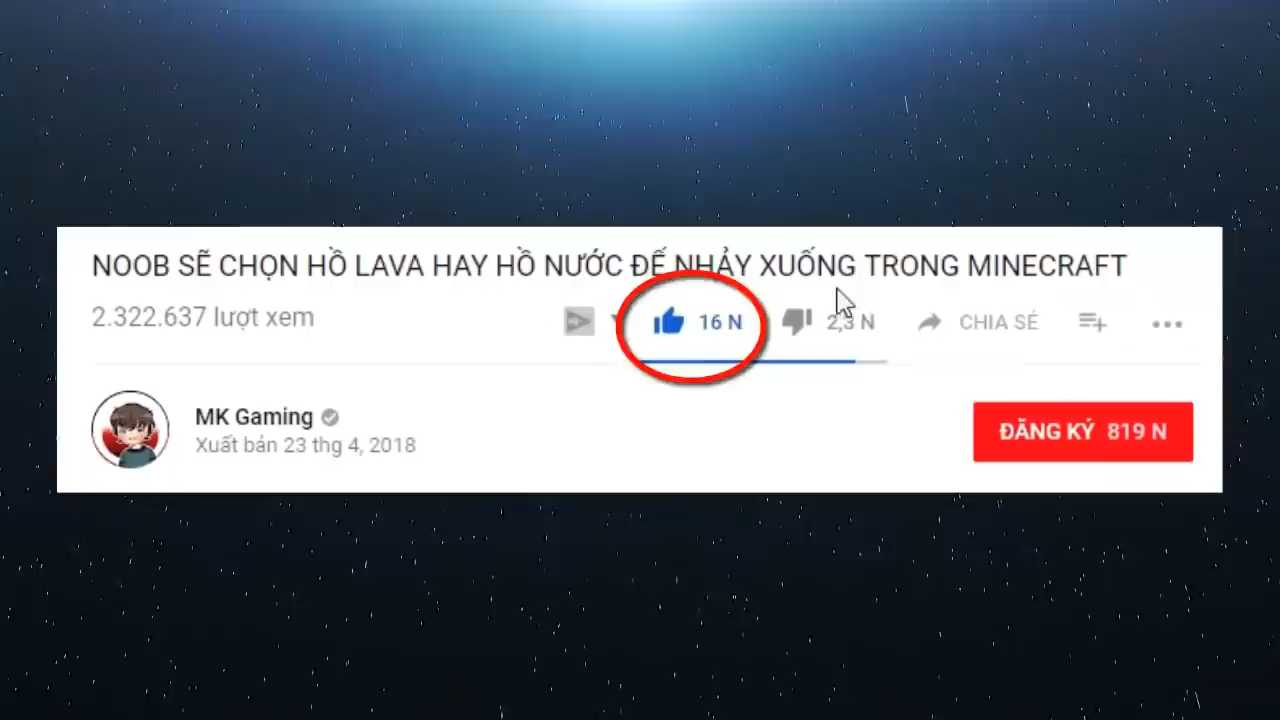 NOOB SẼ CHỌN HỒ LAVA HAY HỒ NƯỚC ĐỂ NHẢY XUỐNG TRONG MINECRAFT
2.322.637 lượt xem
16 N 2,3 N CHIA SẺ
MK Gaming
Xuất bản 23 thg 4, 2018
ĐĂNG KÝ 819 N